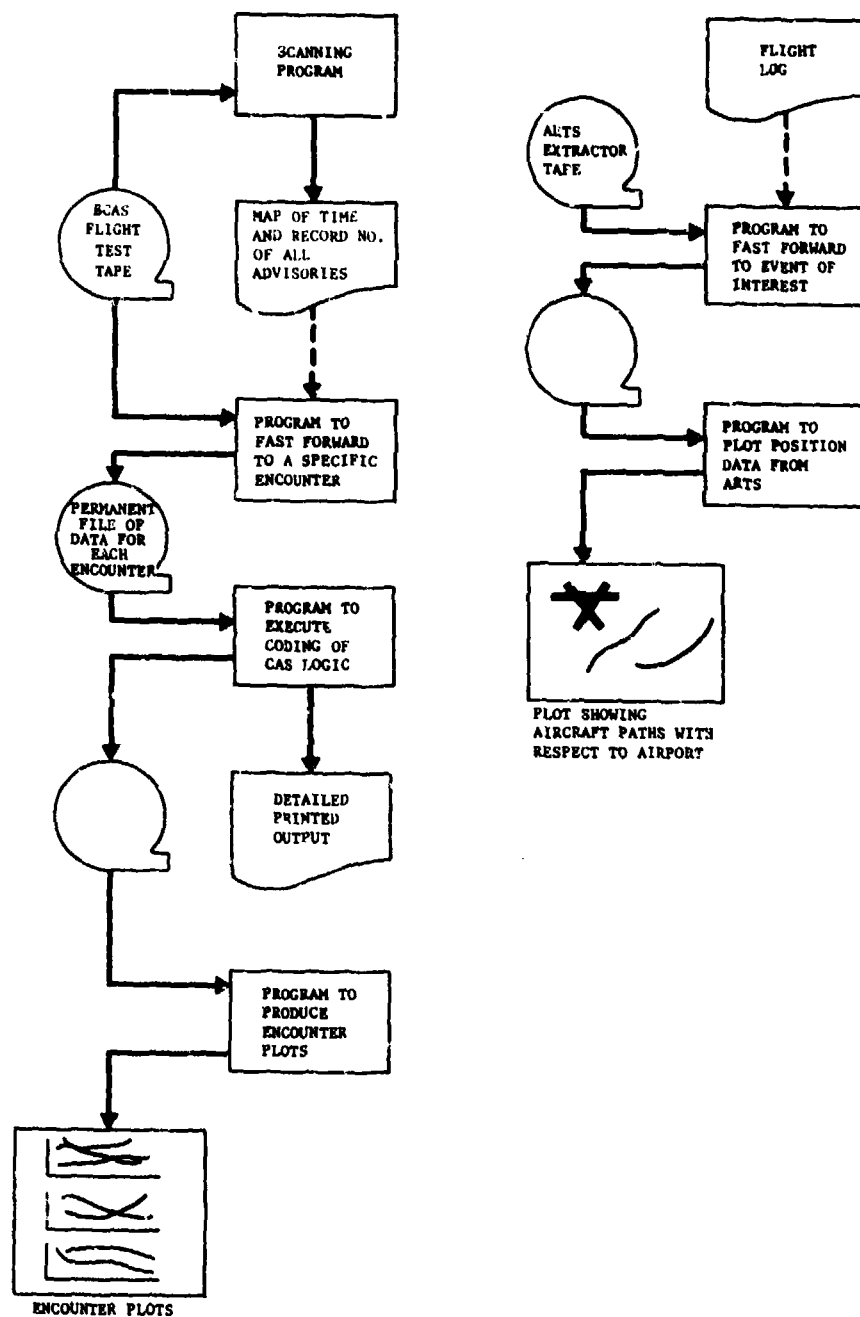 SCANNING
PROGRAM
BCAS
FLIGHT
TEST
TAPE
MAP OF TIME
AND RECORD NO.
OF ALL
ADVISORIES
PROGRAM TO
FAST FORWARD
TO A SPECIFIC
ENCOUNTER
PERMANENT
FILE OF
DATA FOR
EACH
ENCOUNTER
PROGRAM TO
EXECUTE
CODING OF
CAS LOGIC
DETAILED
PRINTED
OUTPUT
PROGRAM TO
PRODUCE
ENCOUNTER
PLOTS
ENCOUNTER PLOTS
FLIGHT
LOG
ARTS
EXTRACTOR
TAPE
PROGRAM TO
FAST FORWARD
TO EVENT OF
INTEREST
PROGRAM TO
PLOT POSITION
DATA FROM
ARTS
PLOT SHOWING
AIRCRAFT PATHS WITH
RESPECT TO AIRPORT